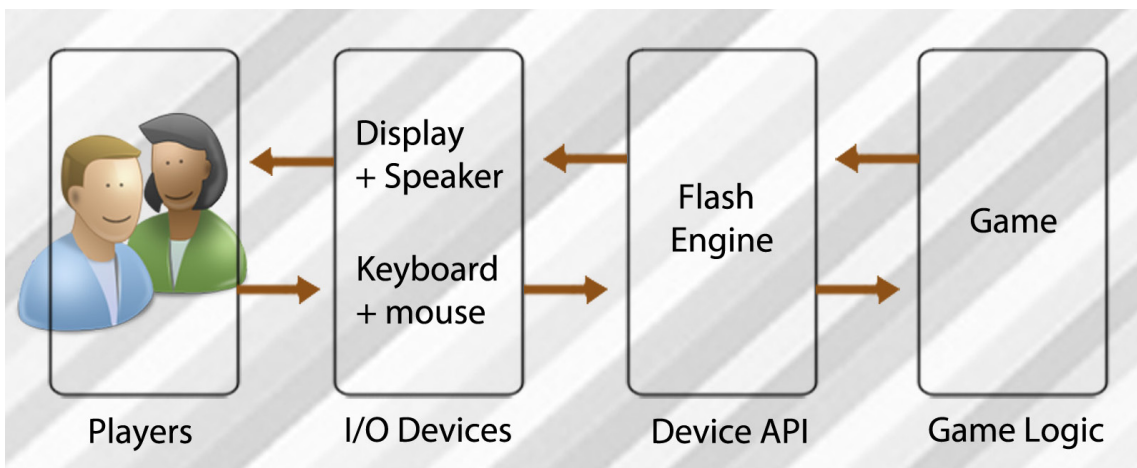 Display
+ Speaker
Keyboard
+ mouse
Flash
Engine
Game
Players
I/O Devices
Device API
Game Logic